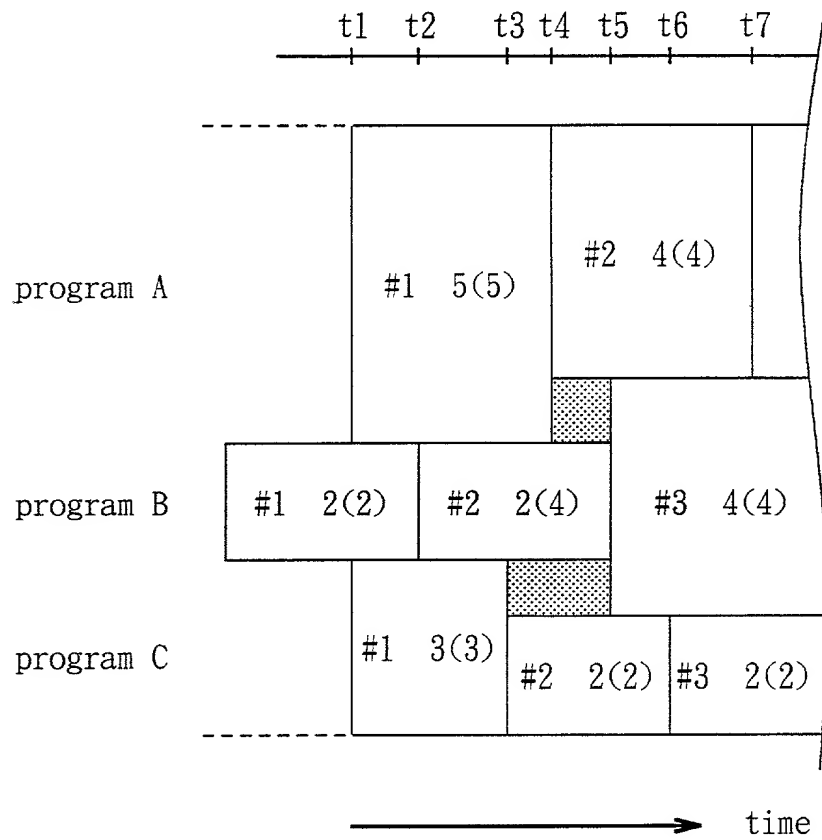 t1 t2 t3 t4 t5 t6 t7
#2 4(4)
program A #1 5(5)
program B #1 2(2) #2 2(4) #3 4(4)
program C #1 3(3) #2 2(2) #3 2(2)
time